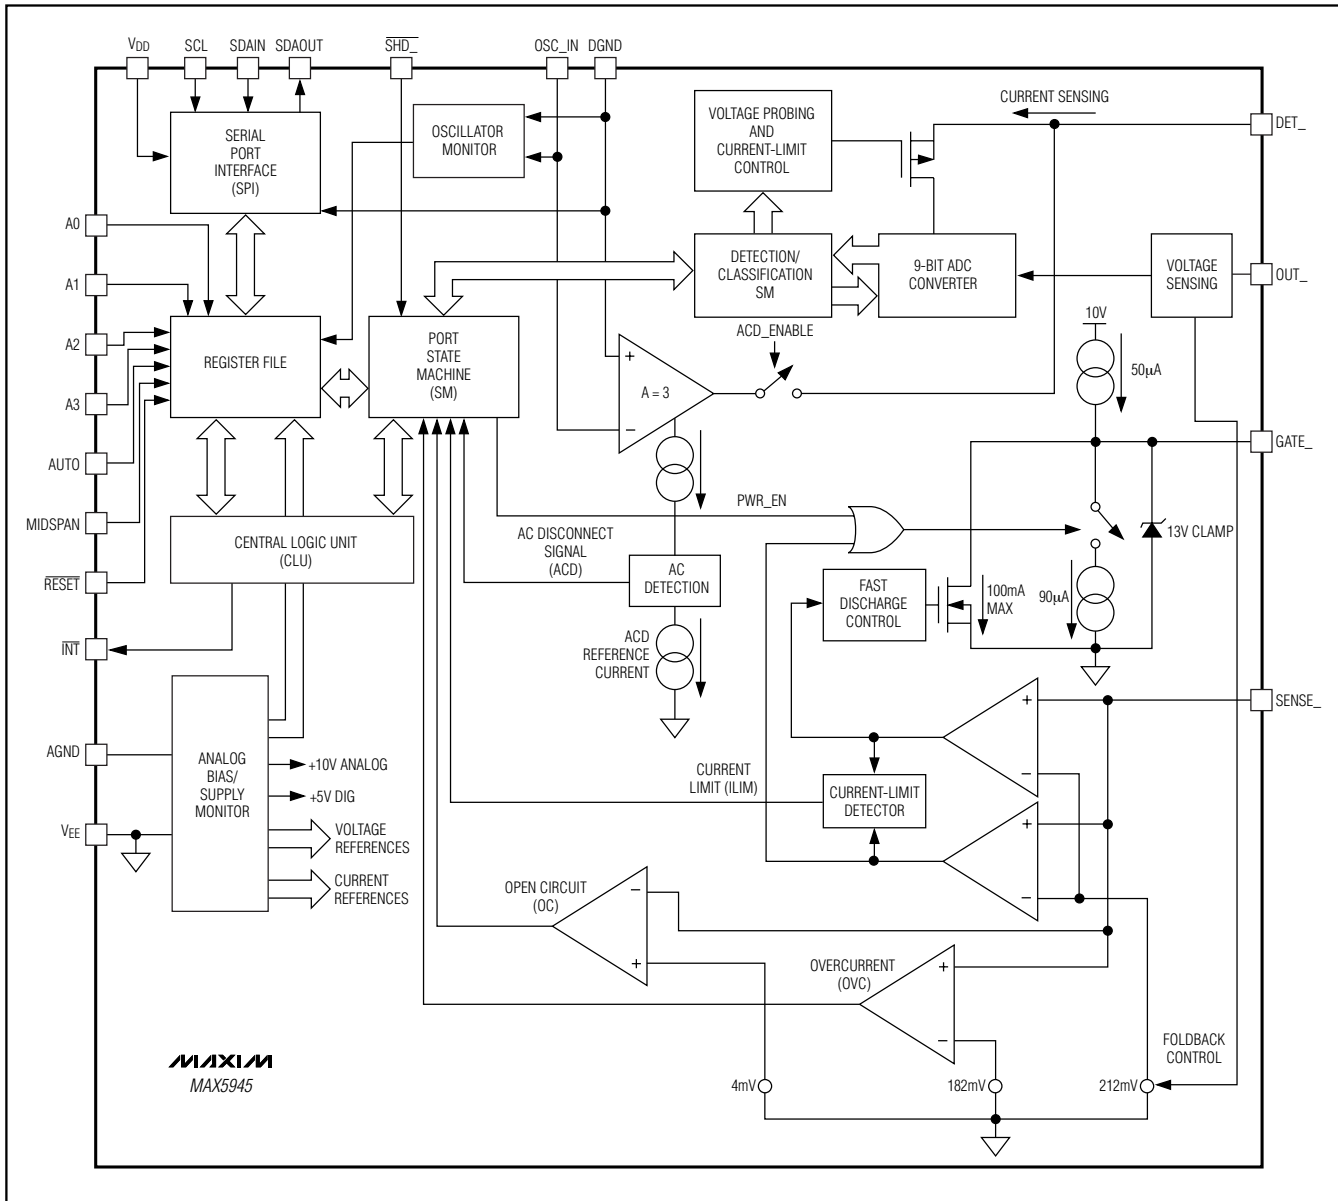 VDD
SCL
SDAIN
SDAOUT
SHD_
OSC_IN
DGND
SERIAL
PORT
INTERFACE
(SPI)
OSCILLATOR
MONITOR
VOLTAGE PROBING
AND
CURRENT-LIMIT
CONTROL
CURRENT SENSING
DET_
A0
A1
A2
A3
AUTO
MIDSPAN
RESET
INT
AGND
VEE
REGISTER FILE
PORT
STATE
MACHINE
(SM)
DETECTION/
CLASSIFICATION
SM
9-BIT ADC
CONVERTER
VOLTAGE
SENSING
OUT_
ACD_ENABLE
+
A = 3
−
10V
50µA
GATE_
PWR_EN
13V CLAMP
CENTRAL LOGIC UNIT
(CLU)
AC DISCONNECT
SIGNAL
(ACD)
AC
DETECTION
FAST
DISCHARGE
CONTROL
100mA
MAX
90µA
ACD
REFERENCE
CURRENT
SENSE_
ANALOG
BIAS/
SUPPLY
MONITOR
+10V ANALOG
+5V DIG
VOLTAGE
REFERENCES
CURRENT
REFERENCES
CURRENT
LIMIT (ILIM)
CURRENT-LIMIT
DETECTOR
+
−
+
−
OPEN CIRCUIT
(OC)
−
+
OVERCURRENT
(OVC)
+
−
FOLDBACK
CONTROL
4mV
182mV
212mV
MAXIM
MAX5945